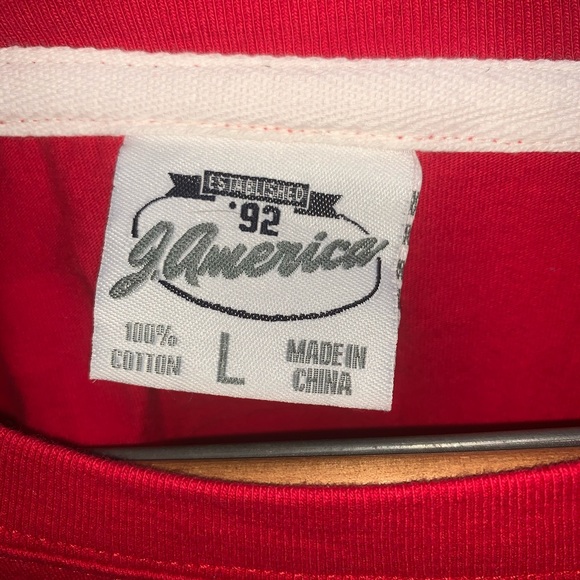 ESTABLISHED
'92
J. America
100%
COTTON
L
MADE IN
CHINA